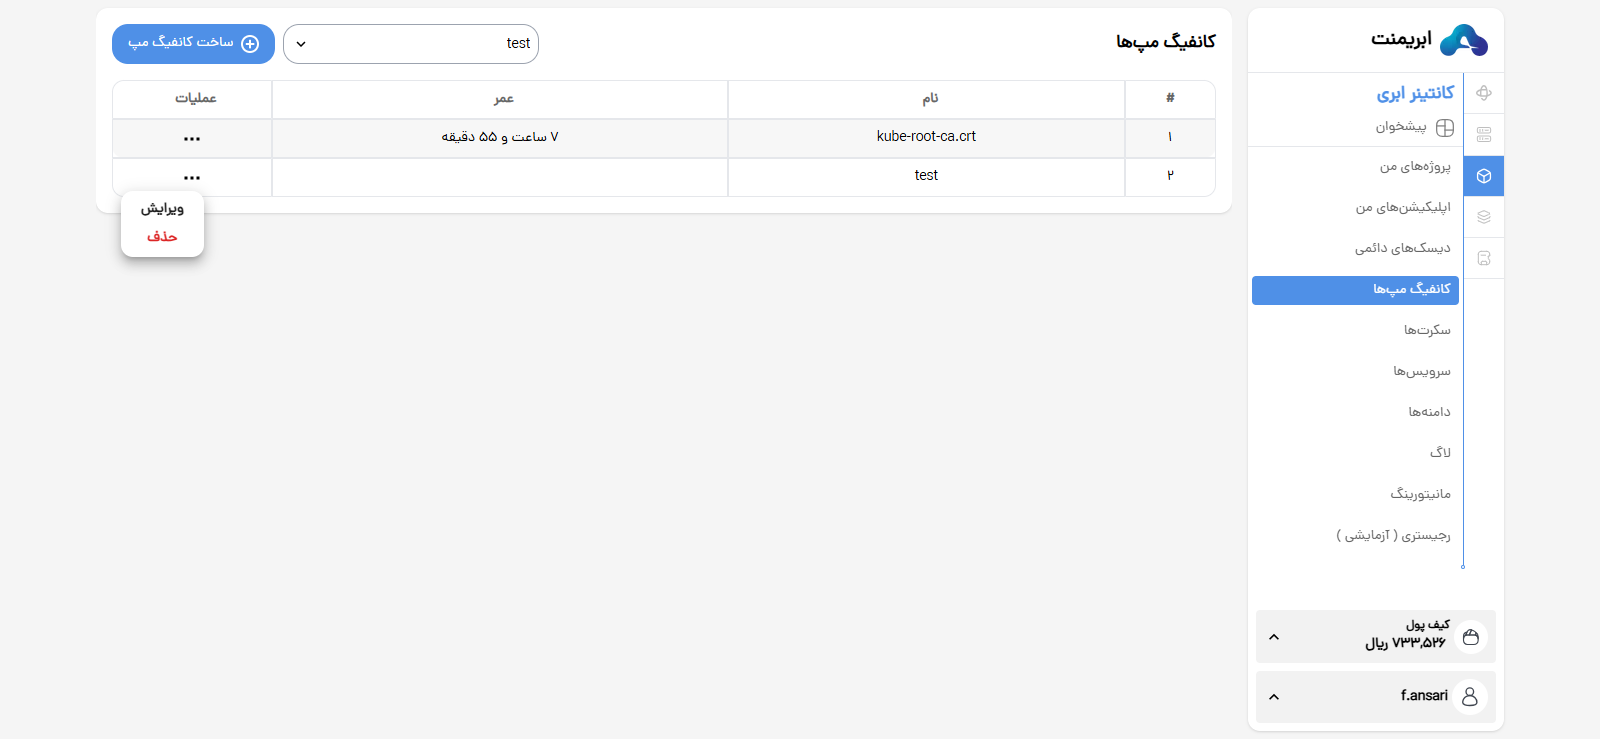 ابریمنت
کانتینر ابری
پیشخوان
پروژه‌های من
اپلیکیشن‌های من
دیسک‌های دائمی
کانفیگ مپ‌ها
سکرت‌ها
سرویس‌ها
دامنه‌ها
لاگ
مانیتورینگ
رجیستری ( آزمایشی )
کیف پول
۷۳۳,۵۲۶ ریال
f.ansari
کانفیگ مپ‌ها
test
ساخت کانفیگ مپ
# نام عمر عملیات
۱ kube-root-ca.crt ۷ ساعت و ۵۵ دقیقه
۲ test
ویرایش
حذف